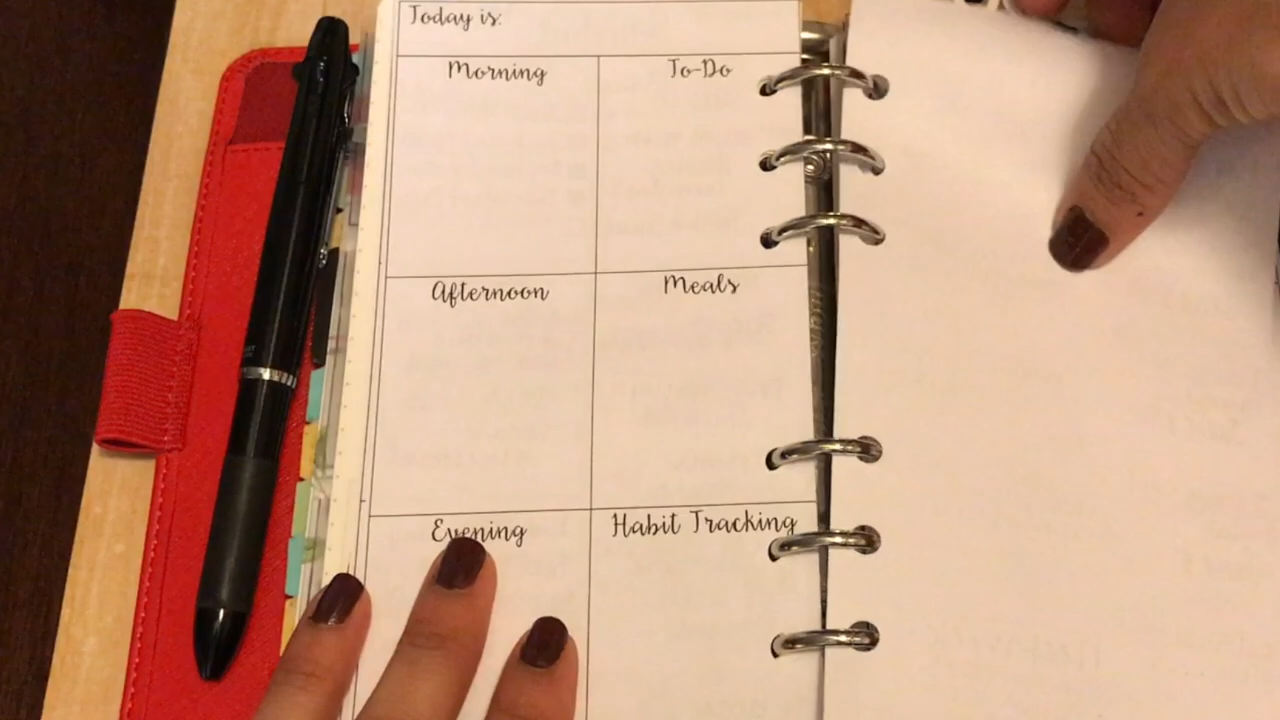 Today is:
Morning
To-Do
Afternoon
Meals
Evening
Habit Tracking